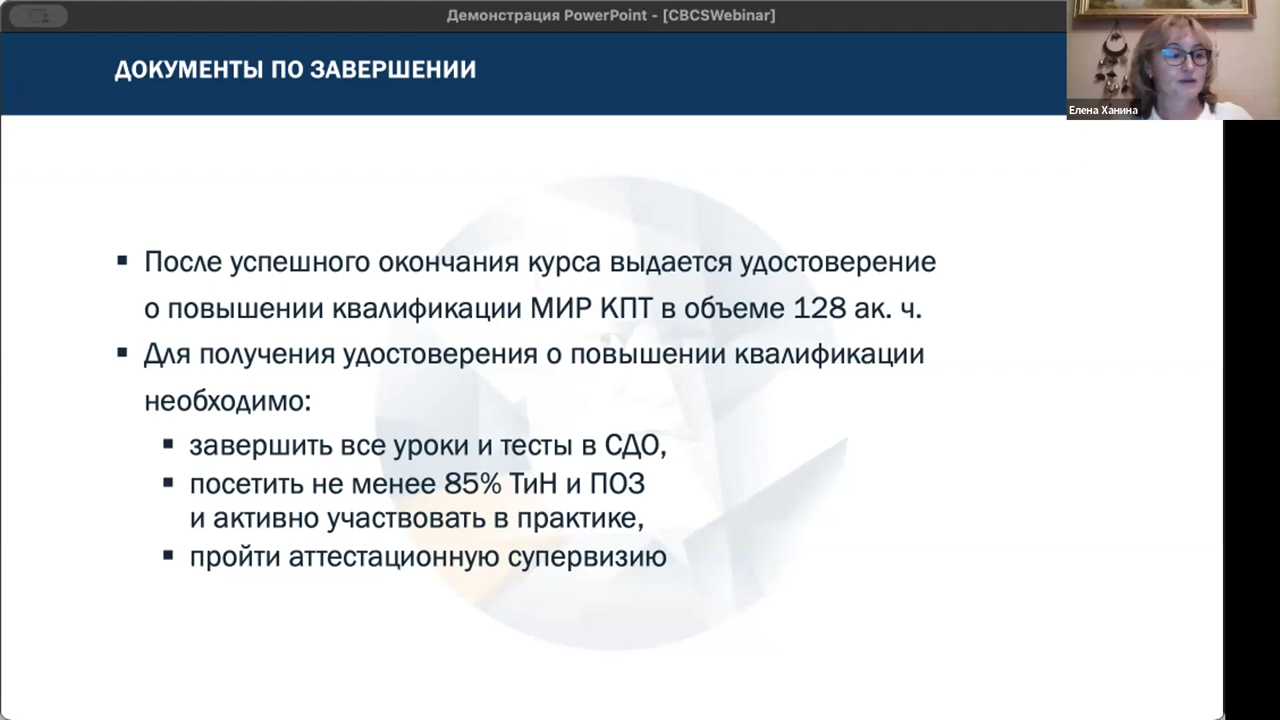 Демонстрация PowerPoint - [CBCSWebinar]
ДОКУМЕНТЫ ПО ЗАВЕРШЕНИИ
Елена Ханина
▪ После успешного окончания курса выдается удостоверение
о повышении квалификации МИР КПТ в объеме 128 ак. ч.
▪ Для получения удостоверения о повышении квалификации
необходимо:
▪ завершить все уроки и тесты в СДО,
▪ посетить не менее 85% ТиН и ПОЗ
и активно участвовать в практике,
▪ пройти аттестационную супервизию